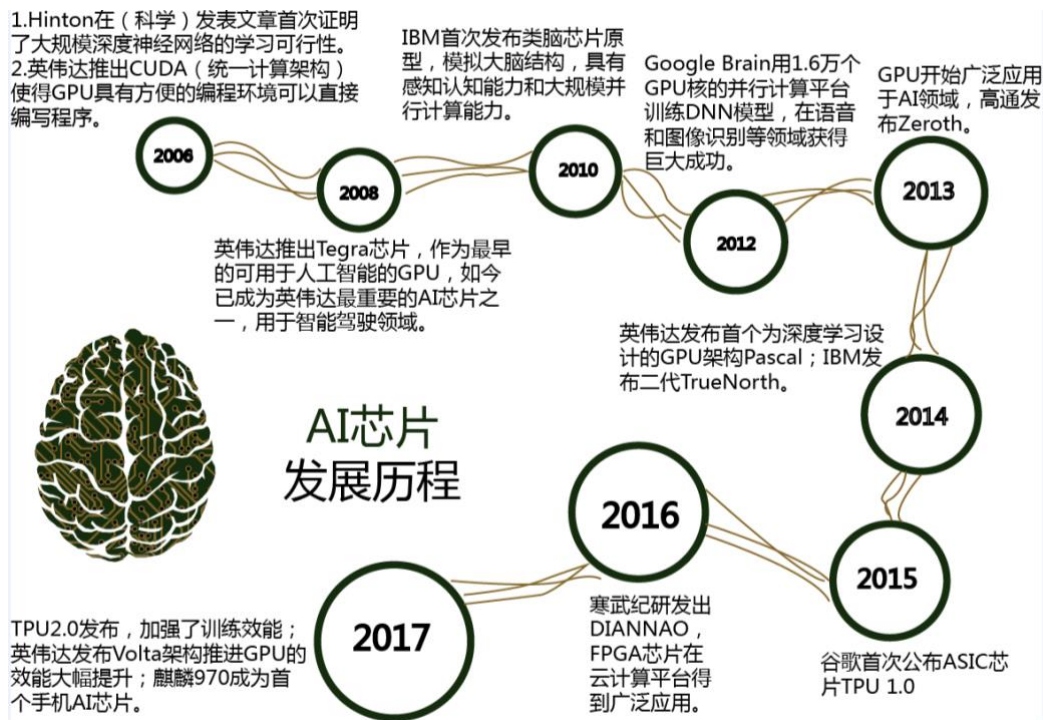 1.Hinton在（科学）发表文章首次证明
了大规模深度神经网络的学习可行性。
2.英伟达推出CUDA（统一计算架构）
使得GPU具有方便的编程环境可以直接
编写程序。
2006
2008
英伟达推出Tegra芯片，作为最早
的可用于人工智能的GPU，如今
已成为英伟达最重要的AI芯片之
一，用于智能驾驶领域。
IBM首次发布类脑芯片原
型，模拟大脑结构，具有
感知认知能力和大规模并
行计算能力。
2010
Google Brain用1.6万个
GPU核的并行计算平台
训练DNN模型，在语音
和图像识别等领域获得
巨大成功。
2012
GPU开始广泛应用
于AI领域，高通发
布Zeroth。
2013
英伟达发布首个为深度学习设
计的GPU架构Pascal；IBM发
布二代TrueNorth。
2014
AI芯片
发展历程
2015
谷歌首次公布ASIC芯
片TPU 1.0
2016
寒武纪研发出
DIANNAO，
FPGA芯片在
云计算平台得
到广泛应用。
2017
TPU2.0发布，加强了训练效能；
英伟达发布Volta架构推进GPU的
效能大幅提升；麒麟970成为首
个手机AI芯片。